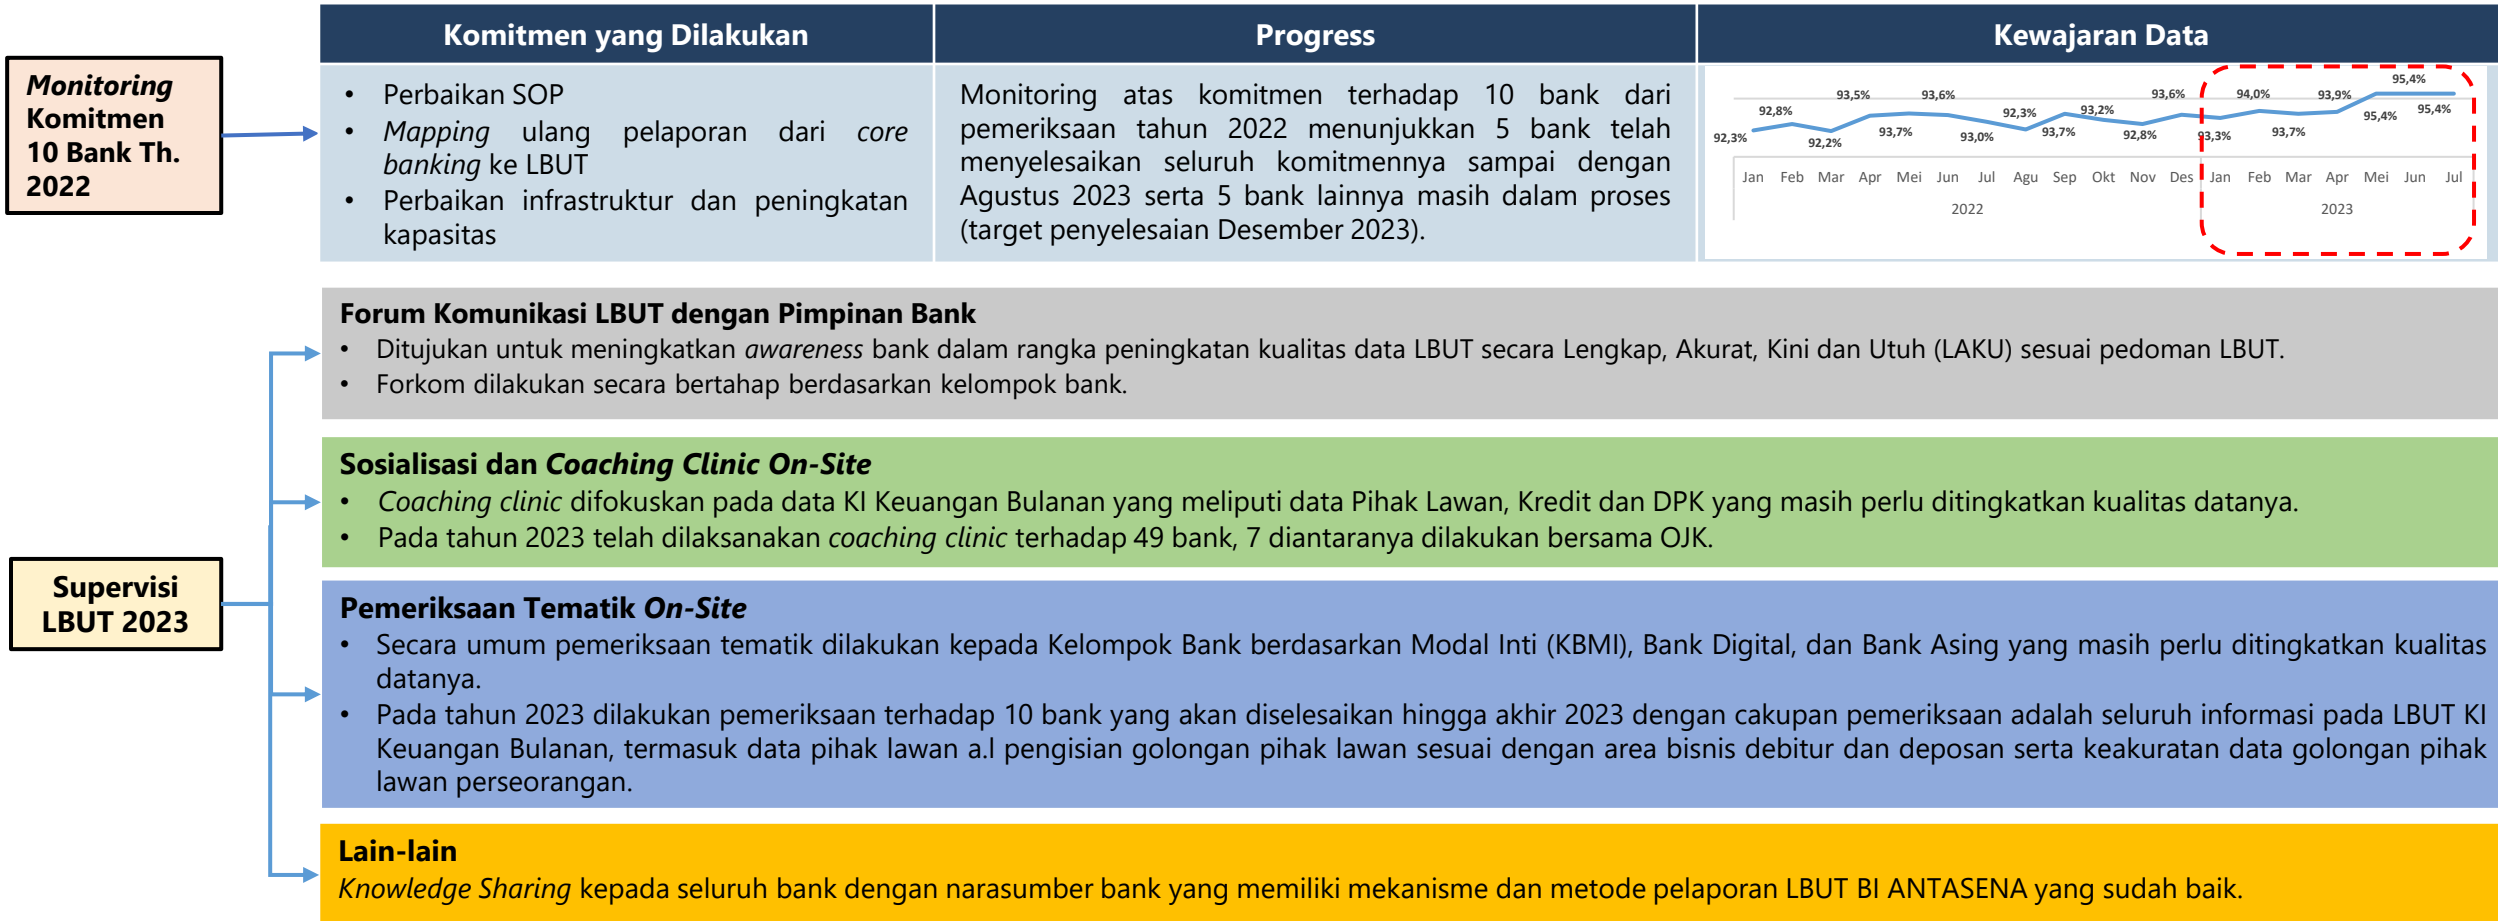 Komitmen yang Dilakukan
Progress
Kewajaran Data
Monitoring
Komitmen
10 Bank Th.
2022
• Perbaikan SOP
• Mapping ulang pelaporan dari core
banking ke LBUT
• Perbaikan infrastruktur dan peningkatan
kapasitas
Monitoring atas komitmen terhadap 10 bank dari
pemeriksaan tahun 2022 menunjukkan 5 bank telah
menyelesaikan seluruh komitmennya sampai dengan
Agustus 2023 serta 5 bank lainnya masih dalam proses
(target penyelesaian Desember 2023).
92,3% 92,8% 92,2% 93,5% 93,7% 93,6% 93,0% 92,3% 93,7% 93,2% 92,8% 93,6% 93,3% 94,0% 93,7% 93,9% 95,4% 95,4% 95,4%
Jan Feb Mar Apr Mei Jun Jul Agu Sep Okt Nov Des Jan Feb Mar Apr Mei Jun Jul
2022 2023
Forum Komunikasi LBUT dengan Pimpinan Bank
• Ditujukan untuk meningkatkan awareness bank dalam rangka peningkatan kualitas data LBUT secara Lengkap, Akurat, Kini dan Utuh (LAKU) sesuai pedoman LBUT.
• Forkom dilakukan secara bertahap berdasarkan kelompok bank.
Supervisi
LBUT 2023
Sosialisasi dan Coaching Clinic On-Site
• Coaching clinic difokuskan pada data KI Keuangan Bulanan yang meliputi data Pihak Lawan, Kredit dan DPK yang masih perlu ditingkatkan kualitas datanya.
• Pada tahun 2023 telah dilaksanakan coaching clinic terhadap 49 bank, 7 diantaranya dilakukan bersama OJK.
Pemeriksaan Tematik On-Site
• Secara umum pemeriksaan tematik dilakukan kepada Kelompok Bank berdasarkan Modal Inti (KBMI), Bank Digital, dan Bank Asing yang masih perlu ditingkatkan kualitas
datanya.
• Pada tahun 2023 dilakukan pemeriksaan terhadap 10 bank yang akan diselesaikan hingga akhir 2023 dengan cakupan pemeriksaan adalah seluruh informasi pada LBUT KI
Keuangan Bulanan, termasuk data pihak lawan a.l pengisian golongan pihak lawan sesuai dengan area bisnis debitur dan deposan serta keakuratan data golongan pihak
lawan perseorangan.
Lain-lain
Knowledge Sharing kepada seluruh bank dengan narasumber bank yang memiliki mekanisme dan metode pelaporan LBUT BI ANTASENA yang sudah baik.